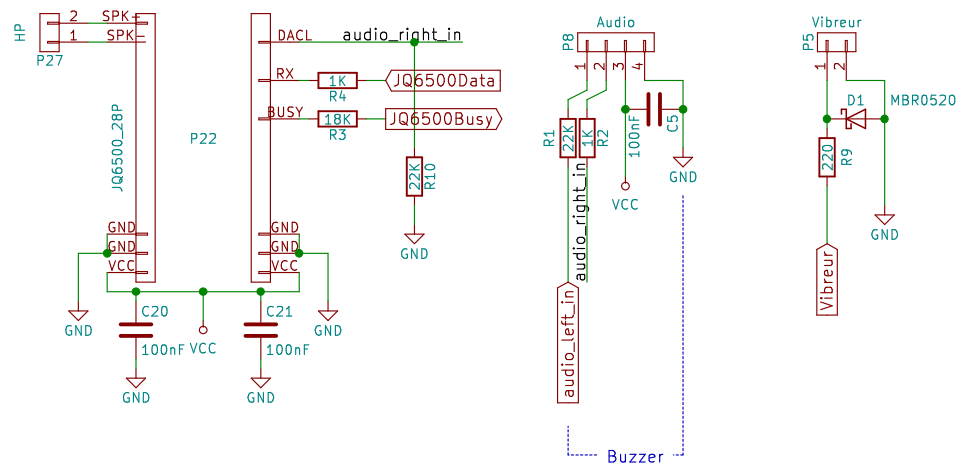 HP
2 SPK+
1 SPK-
P27
JQ6500_28P
GND
GND
VCC
GND
C20
100nF
GND
VCC
P22
DACL audio_right_in
RX 1K JQ6500Data
R4
BUSY 18K JQ6500Busy
R3
22K R10
GND
GND
GND
VCC
GND
C21
100nF
GND
Audio
P8
1 2 3 4
R1 22K 1K R2
100nF C5
GND
VCC
audio_right_in
audio_left_in
Buzzer
Vibreur
P5
1 2
D1 MBR0520
220 R9
GND
Vibreur